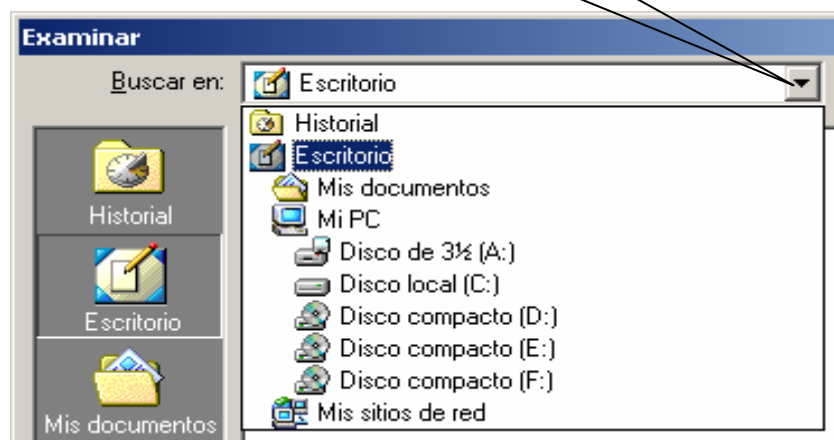 Examinar
Buscar en: Escritorio
Historial
Escritorio
Mis documentos
Mi PC
Disco de 3½ (A:)
Disco local (C:)
Disco compacto (D:)
Disco compacto (E:)
Disco compacto (F:)
Mis sitios de red
Historial
Escritorio
Mis documentos